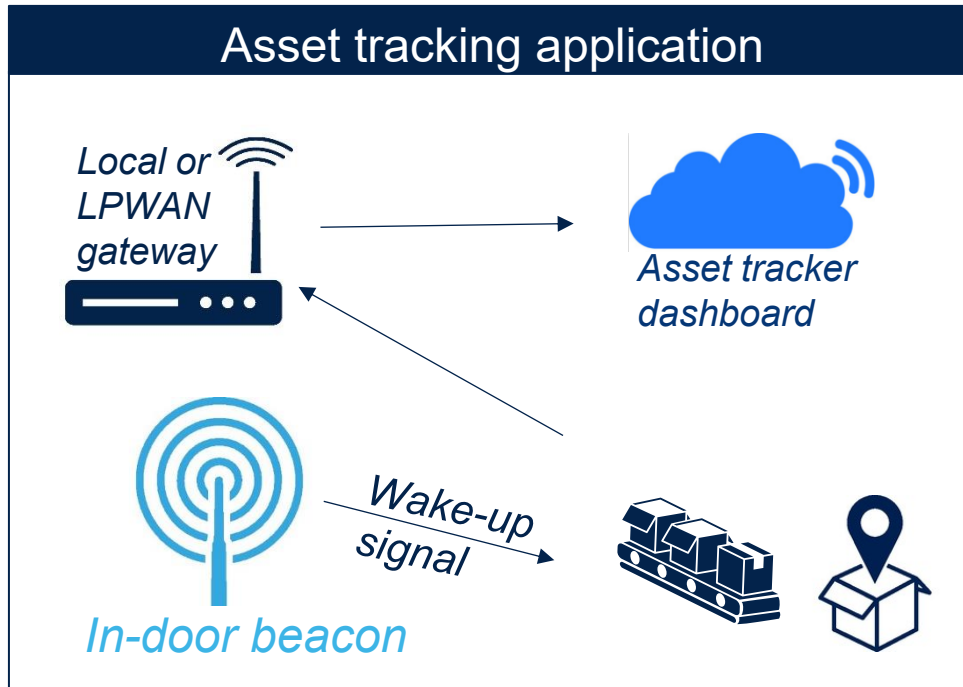 Asset tracking application
Local or
LPWAN
gateway
Asset tracker
dashboard
Wake-up
signal
In-door beacon